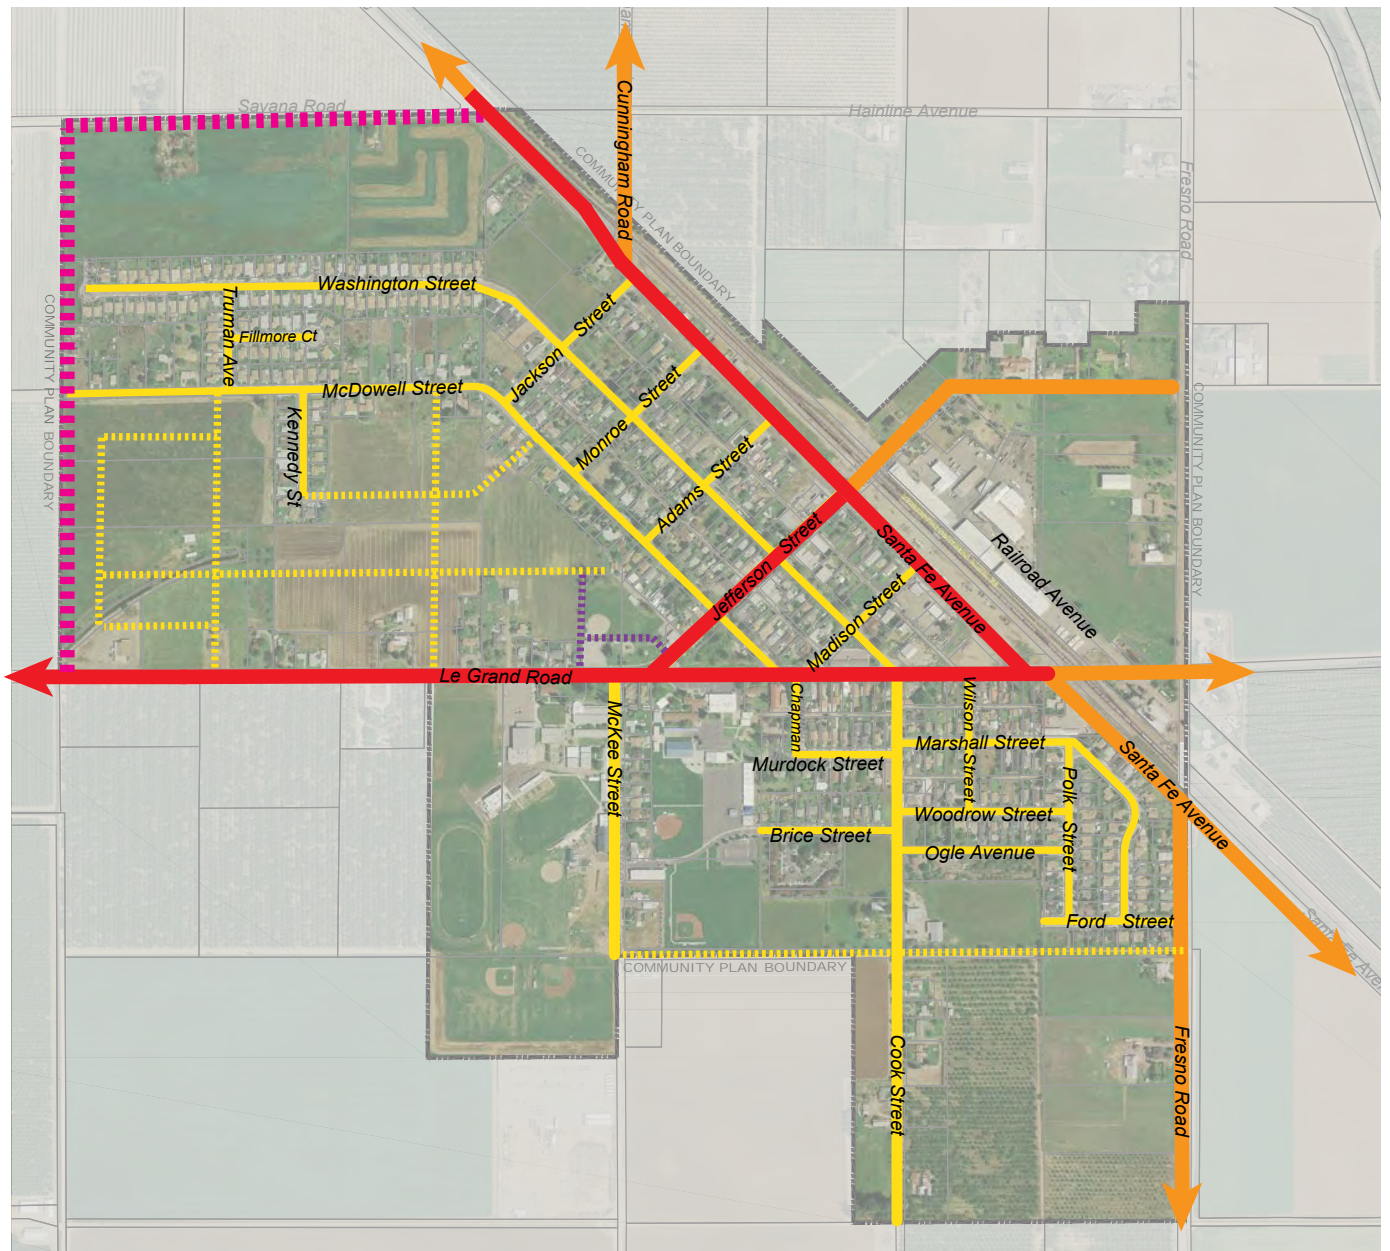 Savana Road
Hainline Avenue
Cunningham Road
COMMUNITY PLAN BOUNDARY
Fresno Road
Washington Street
Truman Ave
Fillmore Ct
McDowell Street
Kennedy St
COMMUNITY PLAN BOUNDARY
Jackson Street
Monroe Street
Adams Street
Jefferson Street
Madison Street
Santa Fe Avenue
Railroad Avenue
COMMUNITY PLAN BOUNDARY
Le Grand Road
McKee Street
Chapman
Murdock Street
Brice Street
Wilson Street
Marshall Street
Woodrow Street
Ogle Avenue
Polk Street
Ford Street
Santa Fe Avenue
COMMUNITY PLAN BOUNDARY
Cook Street
Fresno Road